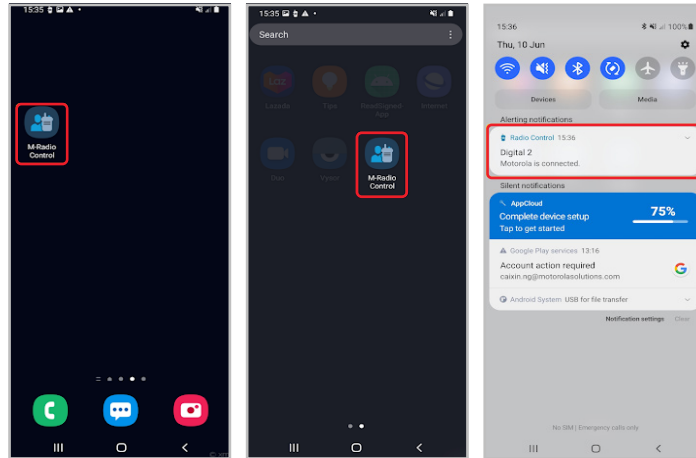 15:35
M-Radio
Control
15:35
Search
Lazada
Tips
Internet
App
Duo
Vysor
M-Radio
Control
15:36
100%
Thu, 10 Jun
Devices
Media
Alerting notifications
Radio Control 15:36
Digital 2
Motorola is connected.
Silent notifications
AppCloud
Complete device setup
75%
Tap to get started
Google Play services 13:16
Account action required
caixin.ng@motorolasolutions.com
Android System USB for file transfer
Notification settings Clear
No SIM | Emergency calls only